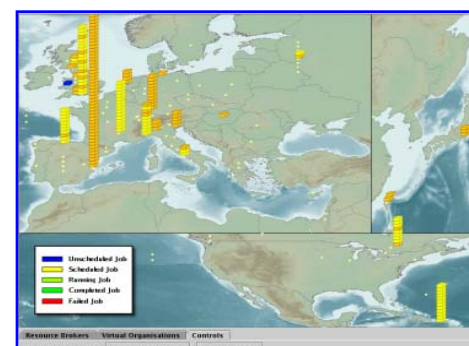 Unscheduled Job
Scheduled Job
Running Job
Completed Job
Failed Job
Resource Brokers Virtual Organisations Controls